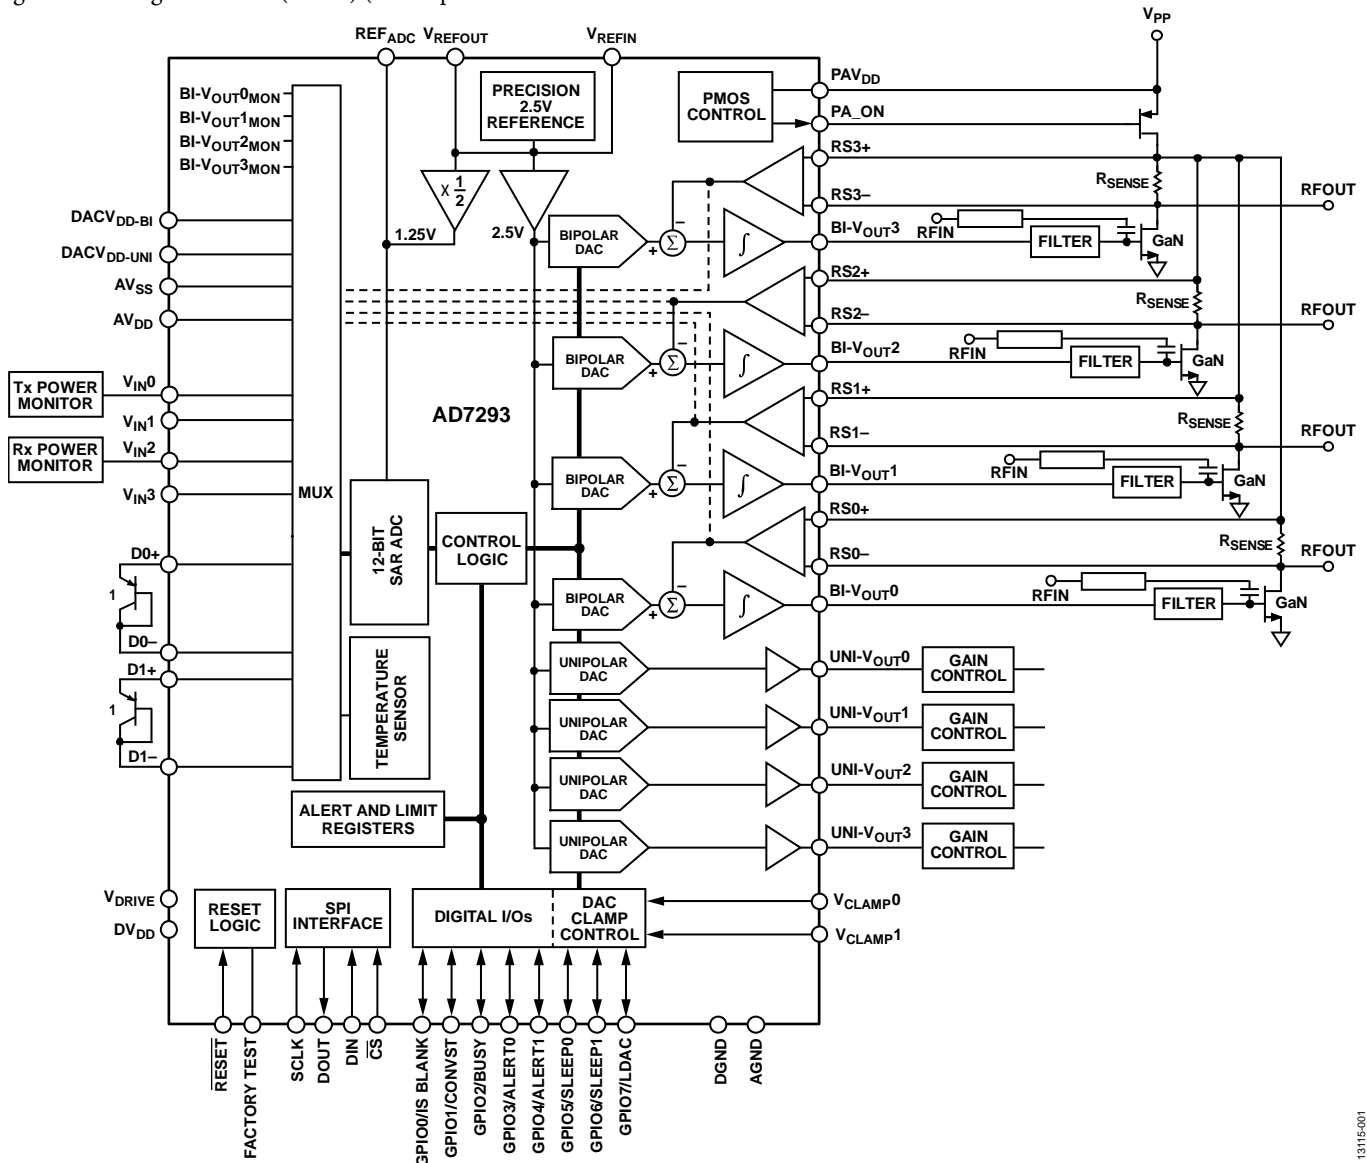 V_PP
REF_ADC V_REFOUT V_REFIN
BI-V_OUT0_MON
BI-V_OUT1_MON
BI-V_OUT2_MON
BI-V_OUT3_MON
PRECISION
2.5V
REFERENCE
PMOS
CONTROL
PAV_DD
PA_ON
RS3+
RS3–
BI-V_OUT3
RS2+
RS2–
BI-V_OUT2
RS1+
RS1–
BI-V_OUT1
RS0+
RS0–
BI-V_OUT0
R_SENSE
RFOUT
RFIN
FILTER
GaN
R_SENSE
RFOUT
RFIN
FILTER
GaN
R_SENSE
RFOUT
RFIN
FILTER
GaN
R_SENSE
RFOUT
RFIN
FILTER
GaN
X 1/2
1.25V
2.5V
DACV_DD-BI
DACV_DD-UNI
AV_SS
AV_DD
Tx POWER
MONITOR
V_IN0
V_IN1
Rx POWER
MONITOR
V_IN2
V_IN3
D0+
1
D0–
D1+
1
D1–
MUX
AD7293
12-BIT
SAR ADC
CONTROL
LOGIC
TEMPERATURE
SENSOR
ALERT AND LIMIT
REGISTERS
BIPOLAR
DAC
+ Σ –
∫
BIPOLAR
DAC
+ Σ –
∫
BIPOLAR
DAC
+ Σ –
∫
BIPOLAR
DAC
+ Σ –
∫
UNIPOLAR
DAC
UNI-V_OUT0
GAIN
CONTROL
UNIPOLAR
DAC
UNI-V_OUT1
GAIN
CONTROL
UNIPOLAR
DAC
UNI-V_OUT2
GAIN
CONTROL
UNIPOLAR
DAC
UNI-V_OUT3
GAIN
CONTROL
V_DRIVE
DV_DD
RESET
LOGIC
SPI
INTERFACE
DIGITAL I/Os
DAC
CLAMP
CONTROL
V_CLAMP0
V_CLAMP1
RESET
FACTORY TEST
SCLK
DOUT
DIN
CS
GPIO0/IS BLANK
GPIO1/CONVST
GPIO2/BUSY
GPIO3/ALERT0
GPIO4/ALERT1
GPIO5/SLEEP0
GPIO6/SLEEP1
GPIO7/LDAC
DGND
AGND
13115-001